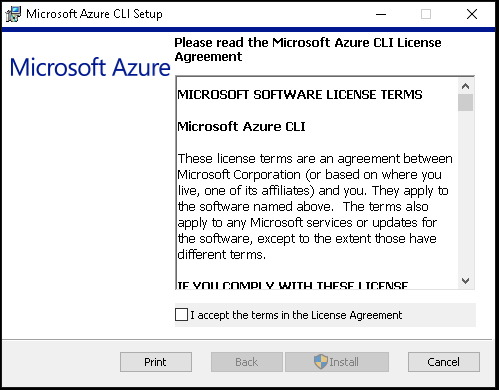 Microsoft Azure CLI Setup
Please read the Microsoft Azure CLI License
Agreement
Microsoft Azure
MICROSOFT SOFTWARE LICENSE TERMS
Microsoft Azure CLI
These license terms are an agreement between
Microsoft Corporation (or based on where you
live, one of its affiliates) and you. They apply to
the software named above.  The terms also
apply to any Microsoft services or updates for
the software, except to the extent those have
different terms.
IF YOU COMPLY WITH THESE LICENSE
I accept the terms in the License Agreement
Print
Back
Install
Cancel